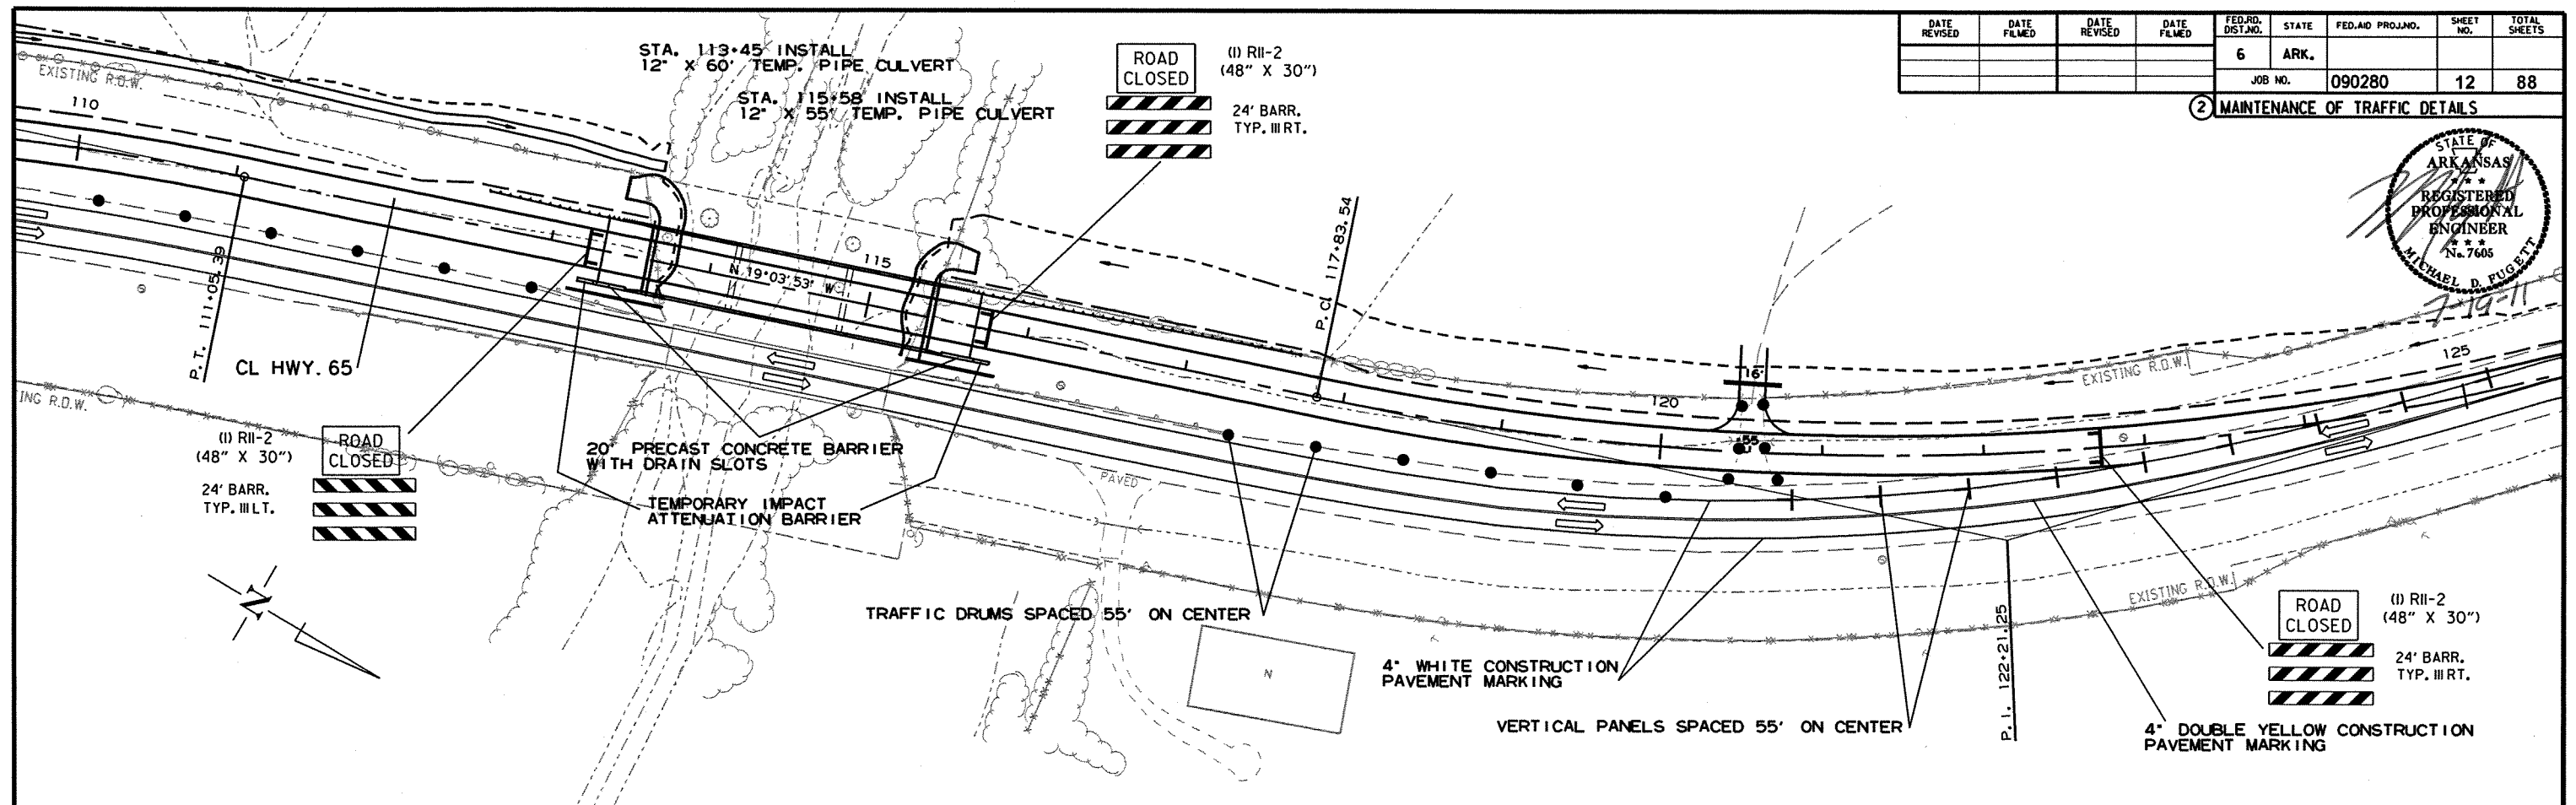 DATE REVISED
DATE FILMED
DATE REVISED
DATE FILMED
FED.RD. DIST.NO.
STATE
FED.AID PROJ.NO.
SHEET NO.
TOTAL SHEETS
6
ARK.
JOB NO.
090280
12
88
2 MAINTENANCE OF TRAFFIC DETAILS
STATE OF
ARKANSAS
★ ★ ★
REGISTERED
PROFESSIONAL
ENGINEER
★ ★ ★
No. 7605
MICHAEL D. FUGETT
7-19-11
STA. 113+45 INSTALL
12" X 60' TEMP. PIPE CULVERT
STA. 115+58 INSTALL
12" X 55' TEMP. PIPE CULVERT
ROAD
CLOSED
(1) R11-2
(48" X 30")
24' BARR.
TYP. III RT.
EXISTING R.O.W.
110
115
N 19°03'53" W
P.T. 111+05.39
CL HWY. 65
P.C. 117+83.54
16'
120
+55
EXISTING R.O.W.
125
ING R.O.W.
(1) R11-2
(48" X 30")
ROAD
CLOSED
24' BARR.
TYP. III LT.
20' PRECAST CONCRETE BARRIER
WITH DRAIN SLOTS
TEMPORARY IMPACT
ATTENUATION BARRIER
PAVED
N
TRAFFIC DRUMS SPACED 55' ON CENTER
N
4" WHITE CONSTRUCTION
PAVEMENT MARKING
VERTICAL PANELS SPACED 55' ON CENTER
P.I. 122+21.25
EXISTING R.O.W.
ROAD
CLOSED
(1) R11-2
(48" X 30")
24' BARR.
TYP. III RT.
4" DOUBLE YELLOW CONSTRUCTION
PAVEMENT MARKING